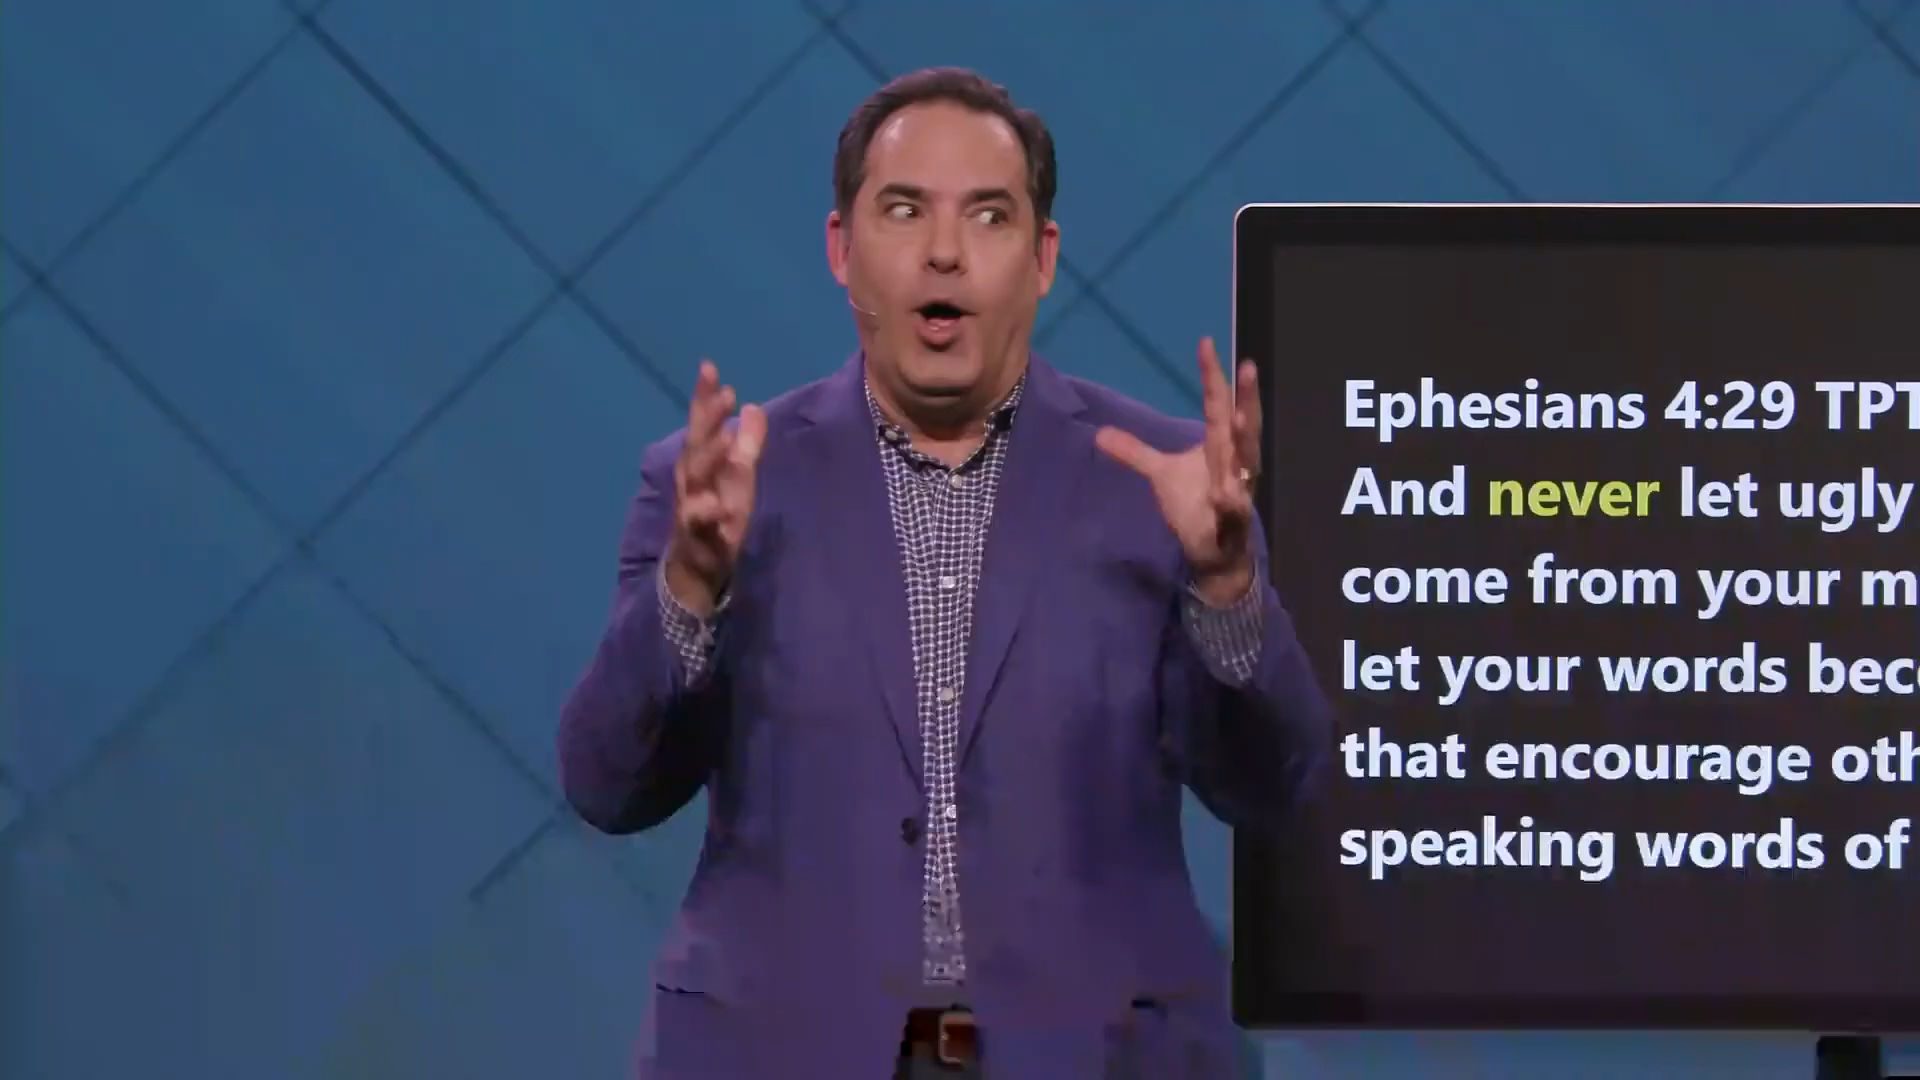 Ephesians 4:29 TPT
And never let ugly
come from your m
let your words bec
that encourage oth
speaking words of